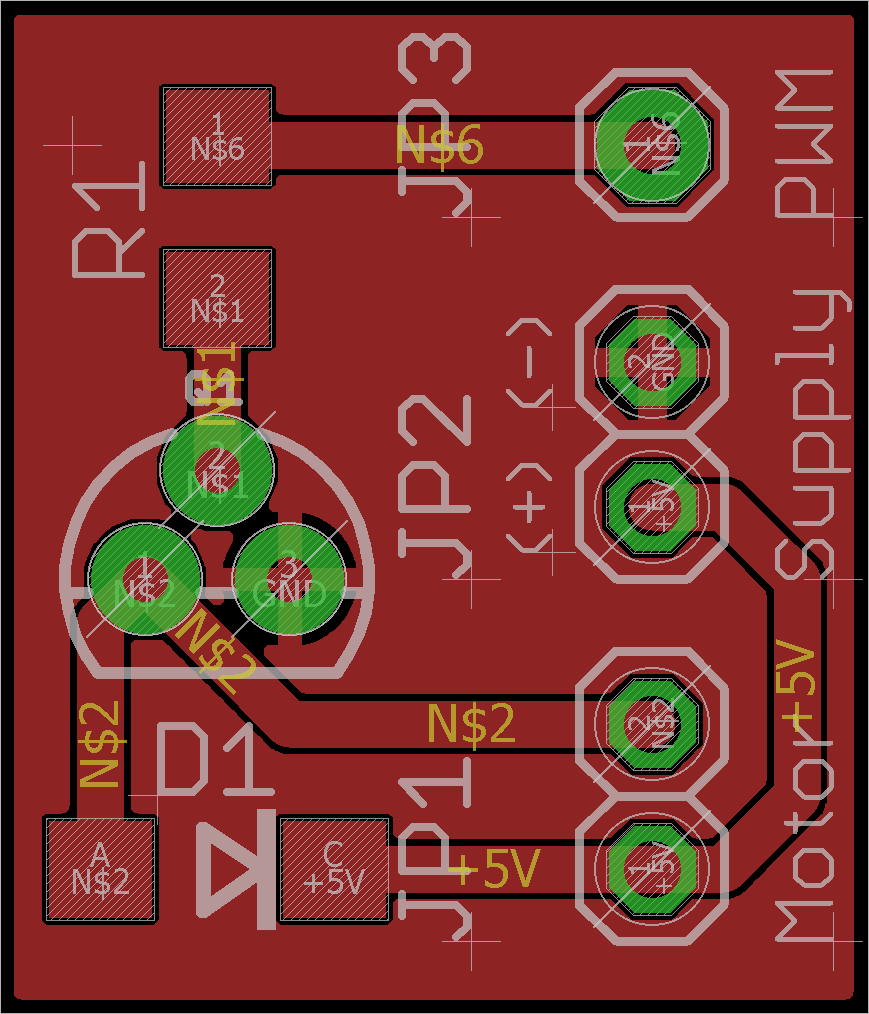 JP3
PWM
1
N$6
N$6
1
N$6
R1
2
N$1
N$1
2
N$1
1
N$2
3
GND
JP2
(-)
2
GND
(+)
1
+5V
Supply
N$2
N$2
N$2
2
N$2
+5V
D1
A
N$2
C
+5V
JP1
+5V
1
+5V
Motor